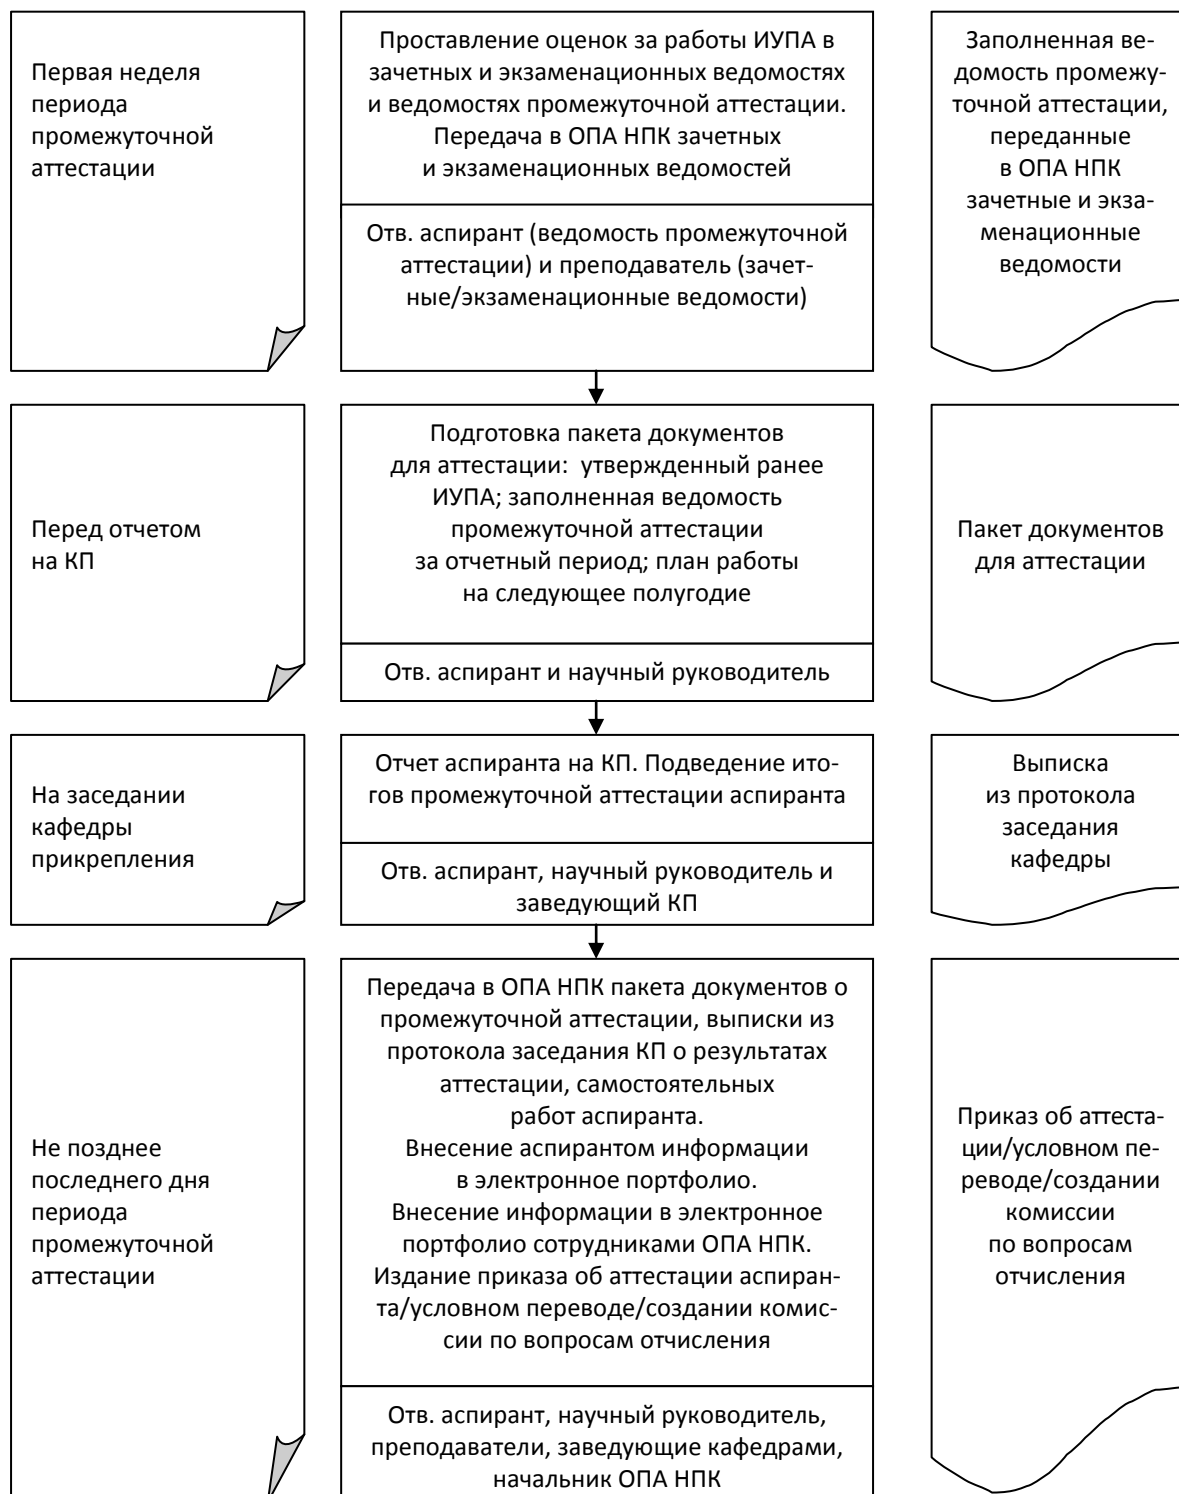 Первая неделя
периода
промежуточной
аттестации
Проставление оценок за работы ИУПА в
зачетных и экзаменационных ведомостях
и ведомостях промежуточной аттестации.
Передача в ОПА НПК зачетных
и экзаменационных ведомостей
Отв. аспирант (ведомость промежуточной
аттестации) и преподаватель (зачет-
ные/экзаменационные ведомости)
Заполненная ве-
домость промежу-
точной аттестации,
переданные
в ОПА НПК
зачетные и экза-
менационные
ведомости
Перед отчетом
на КП
Подготовка пакета документов
для аттестации: утвержденный ранее
ИУПА; заполненная ведомость
промежуточной аттестации
за отчетный период; план работы
на следующее полугодие
Отв. аспирант и научный руководитель
Пакет документов
для аттестации
На заседании
кафедры
прикрепления
Отчет аспиранта на КП. Подведение ито-
гов промежуточной аттестации аспиранта
Отв. аспирант, научный руководитель и
заведующий КП
Выписка
из протокола
заседания
кафедры
Не позднее
последнего дня
периода
промежуточной
аттестации
Передача в ОПА НПК пакета документов о
промежуточной аттестации, выписки из
протокола заседания КП о результатах
аттестации, самостоятельных
работ аспиранта.
Внесение аспирантом информации
в электронное портфолио.
Внесение информации в электронное
портфолио сотрудниками ОПА НПК.
Издание приказа об аттестации аспиран-
та/условном переводе/создании комис-
сии по вопросам отчисления
Отв. аспирант, научный руководитель,
преподаватели, заведующие кафедрами,
начальник ОПА НПК
Приказ об аттеста-
ции/условном пе-
реводе/создании
комиссии
по вопросам
отчисления